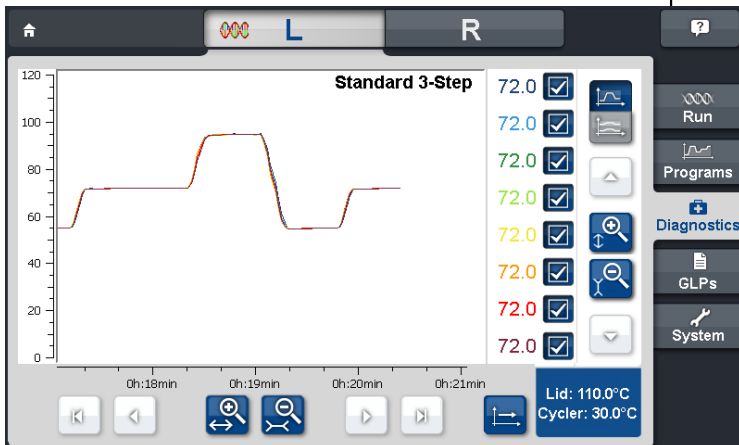 L
R
?
Standard 3-Step
120
100
80
60
40
20
0
72.0
72.0
72.0
72.0
72.0
72.0
72.0
72.0
0h:18min 0h:19min 0h:20min 0h:21min
Lid: 110.0°C
Cycler: 30.0°C
Run
Programs
Diagnostics
GLPs
System